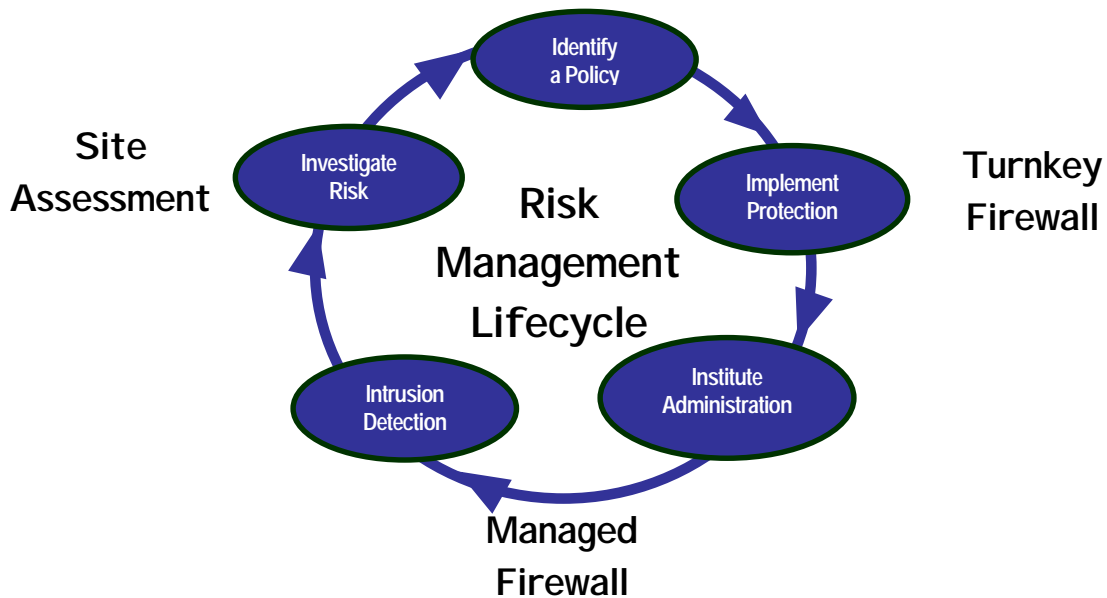 Identify
a Policy
Site
Assessment
Investigate
Risk
Implement
Protection
Turnkey
Firewall
Risk
Management
Lifecycle
Intrusion
Detection
Institute
Administration
Managed
Firewall